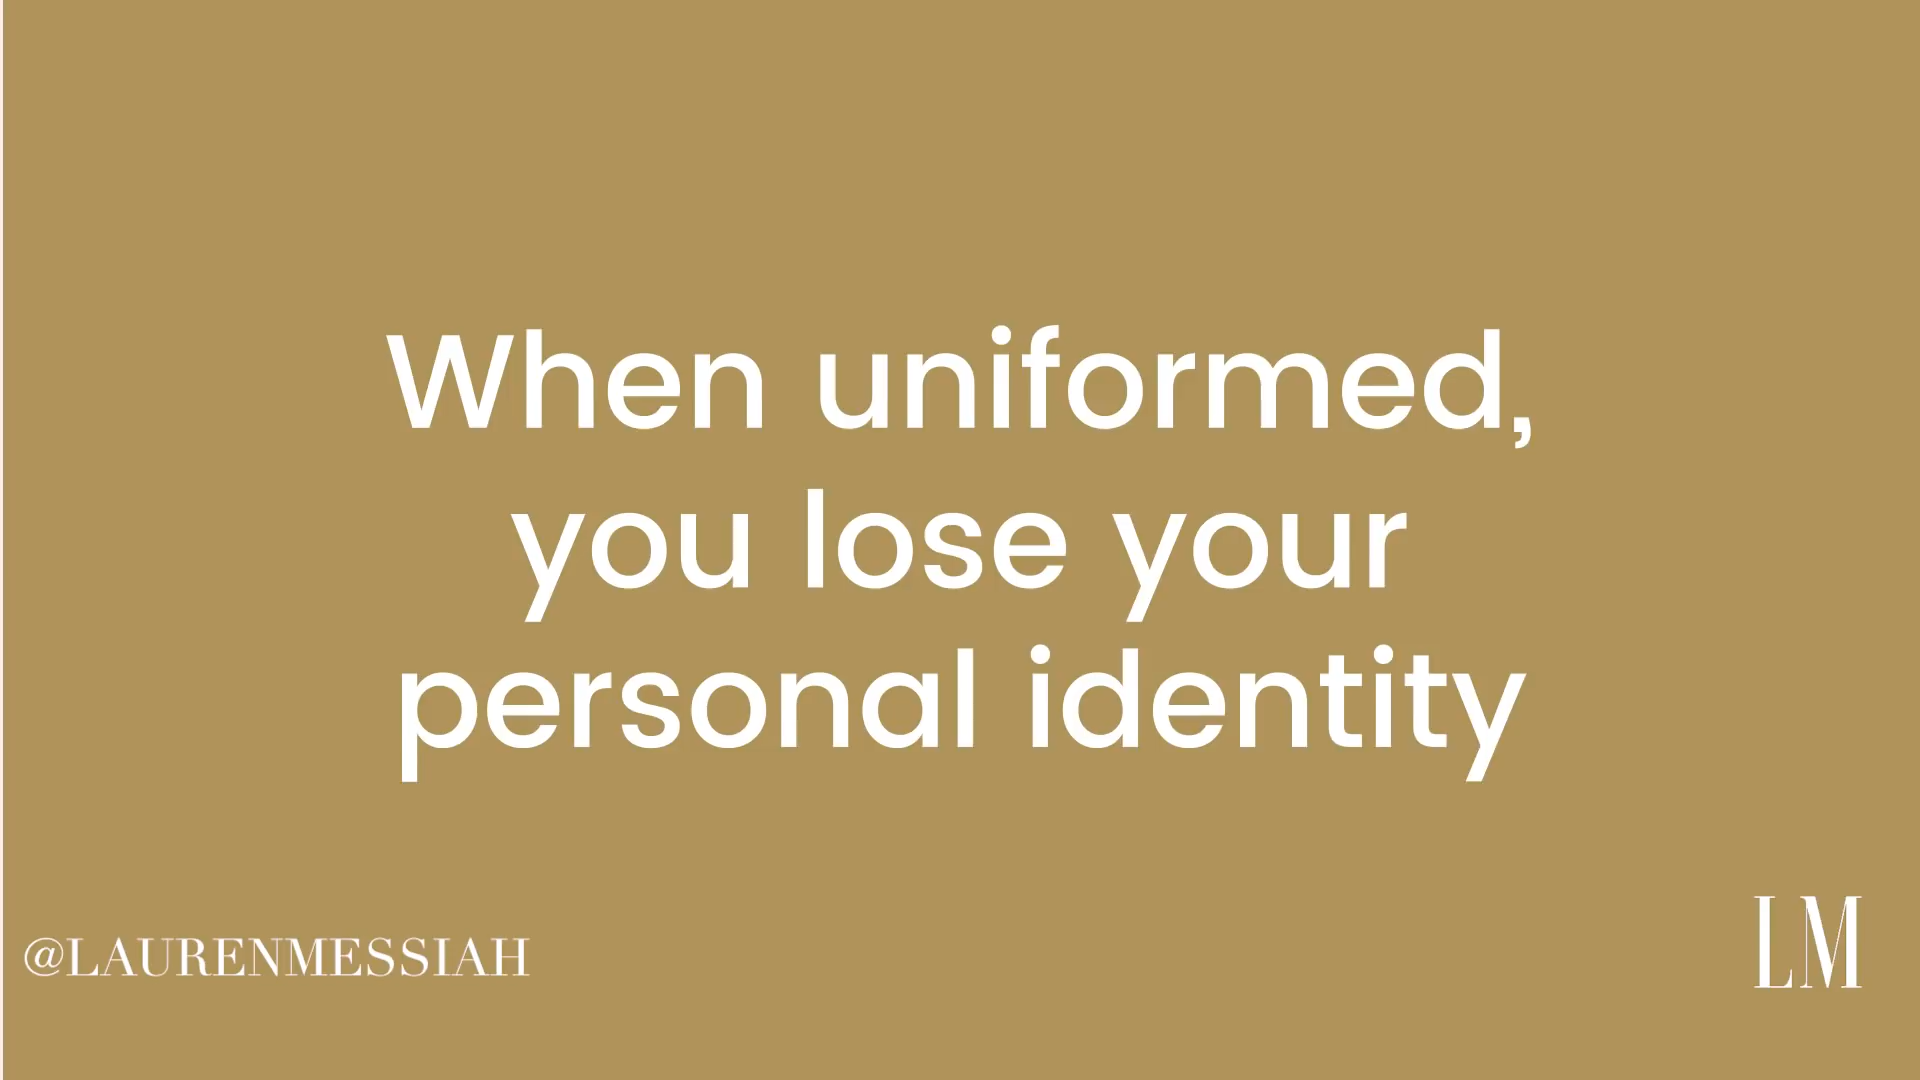 When uniformed,
you lose your
personal identity
@LAURENMESSIAH
LM